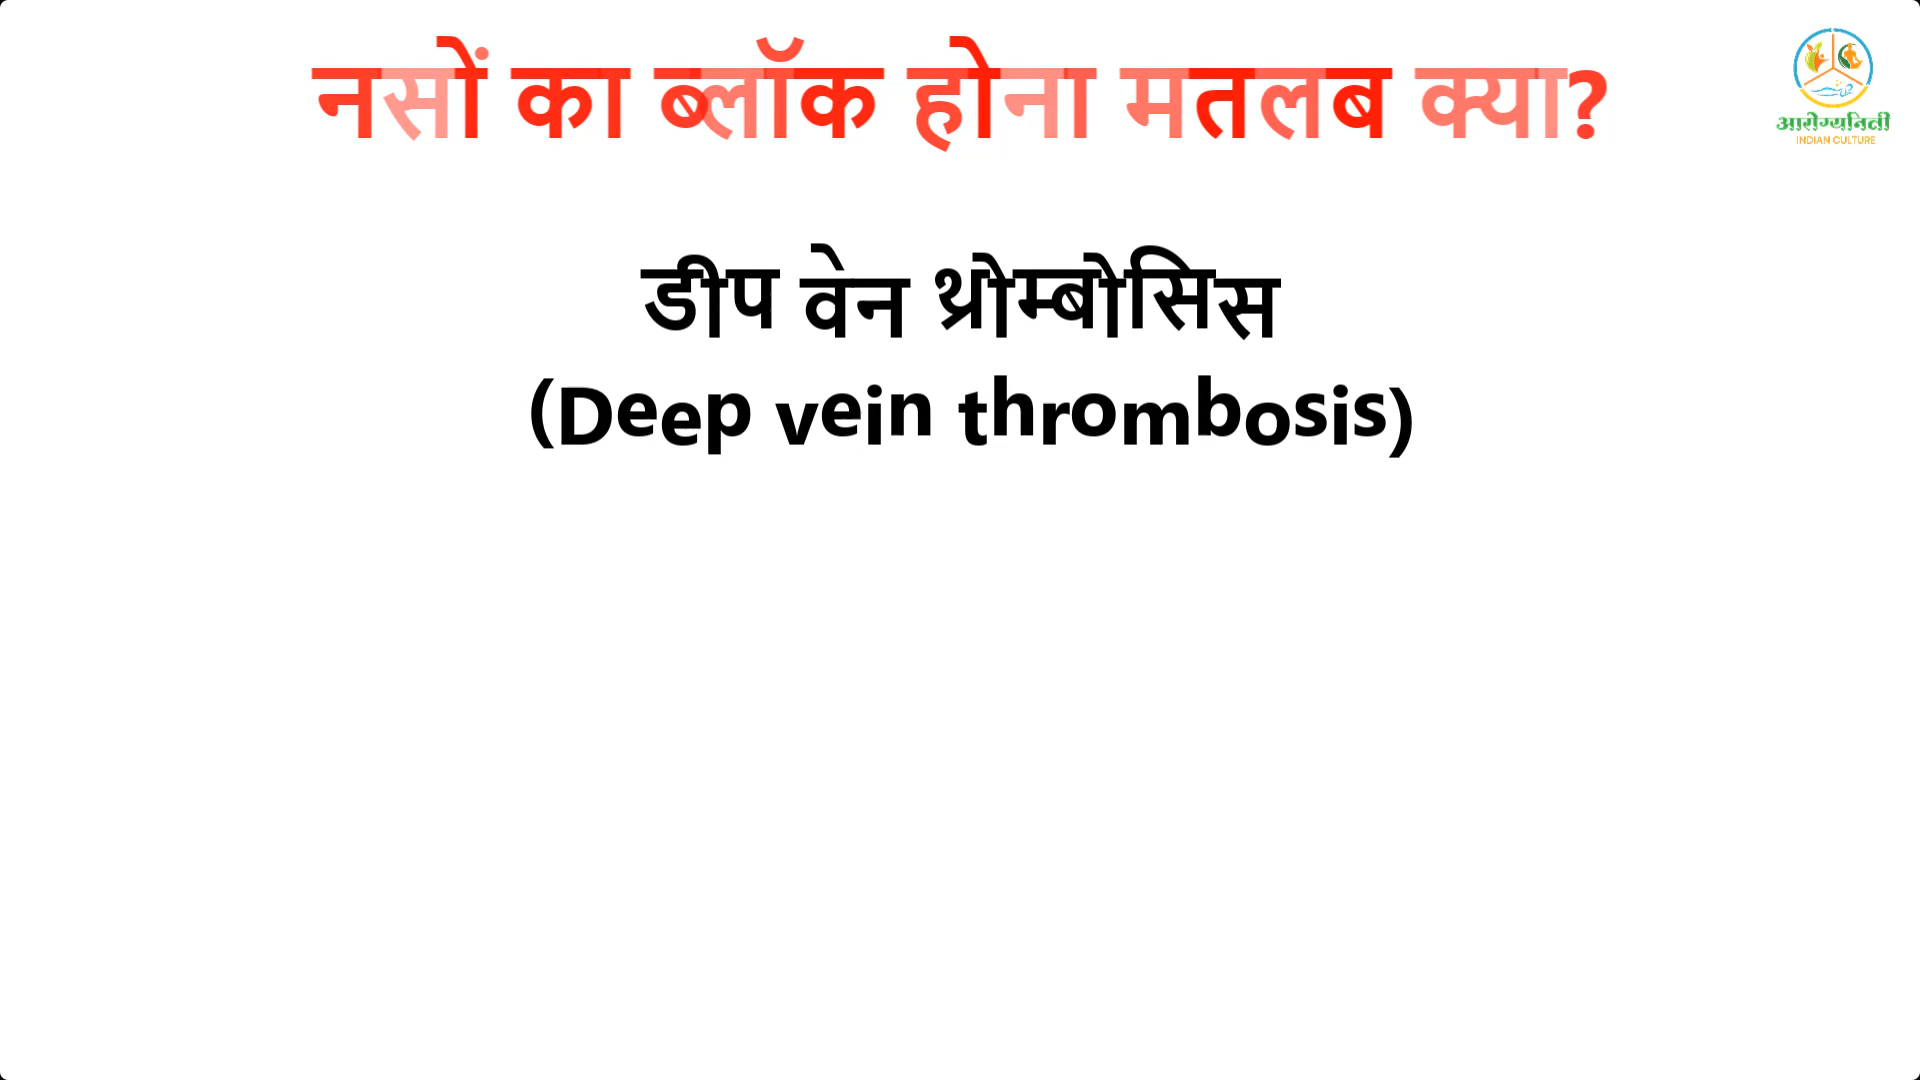 नसों का ब्लॉक होना मतलब क्या?
आरोग्यनिती
INDIAN CULTURE
डीप वेन थ्रोम्बोसिस
(Deep vein thrombosis)